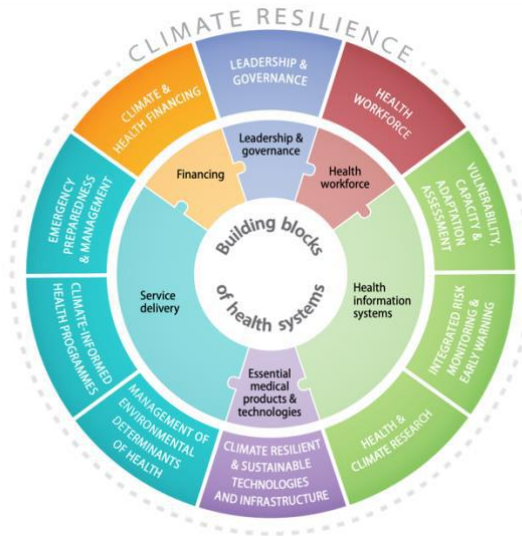 CLIMATE RESILIENCE
LEADERSHIP &
GOVERNANCE
HEALTH
WORKFORCE
VULNERABILITY,
CAPACITY &
ADAPTATION
ASSESSMENT
INTEGRATED RISK
MONITORING &
EARLY WARNING
HEALTH &
CLIMATE RESEARCH
CLIMATE RESILIENT
& SUSTAINABLE
TECHNOLOGIES
AND INFRASTRUCTURE
MANAGEMENT OF
ENVIRONMENTAL
DETERMINANTS
OF HEALTH
CLIMATE-INFORMED
HEALTH PROGRAMMES
EMERGENCY
PREPAREDNESS
& MANAGEMENT
CLIMATE &
HEALTH FINANCING
Leadership &
governance
Health
workforce
Health
information
systems
Essential
medical
products &
technologies
Service
delivery
Financing
Building blocks
of health systems